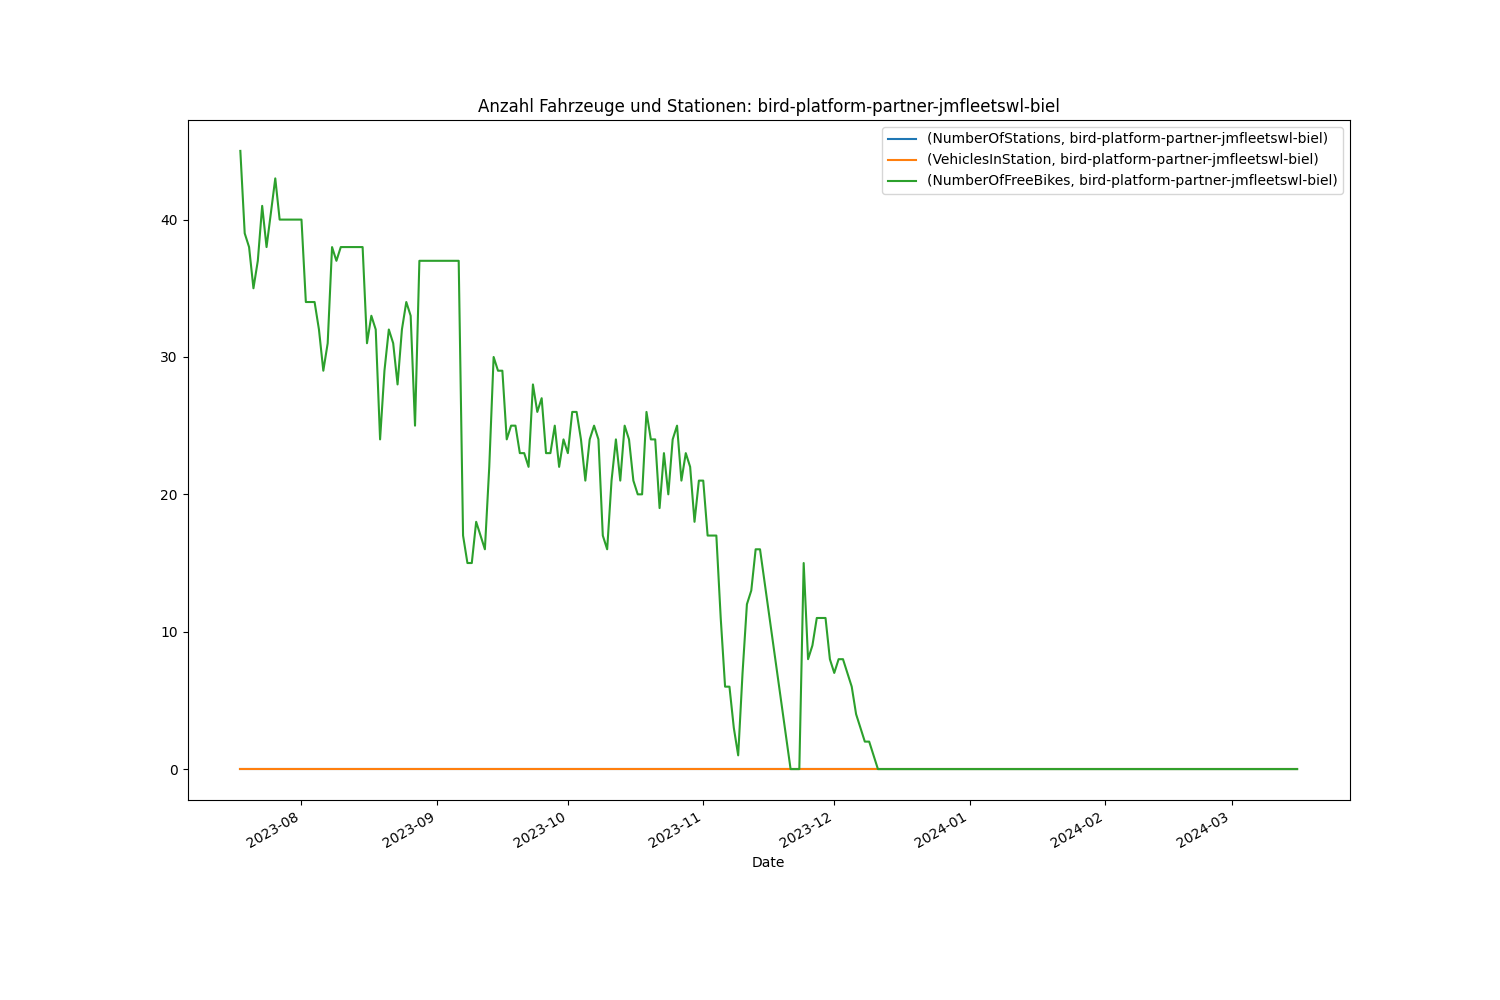 Anzahl Fahrzeuge und Stationen: bird-platform-partner-jmfleetswl-biel
(NumberOfStations, bird-platform-partner-jmfleetswl-biel)
(VehiclesInStation, bird-platform-partner-jmfleetswl-biel)
(NumberOfFreeBikes, bird-platform-partner-jmfleetswl-biel)
40
30
20
10
0
2023-08
2023-09
2023-10
2023-11
2023-12
2024-01
2024-02
2024-03
Date